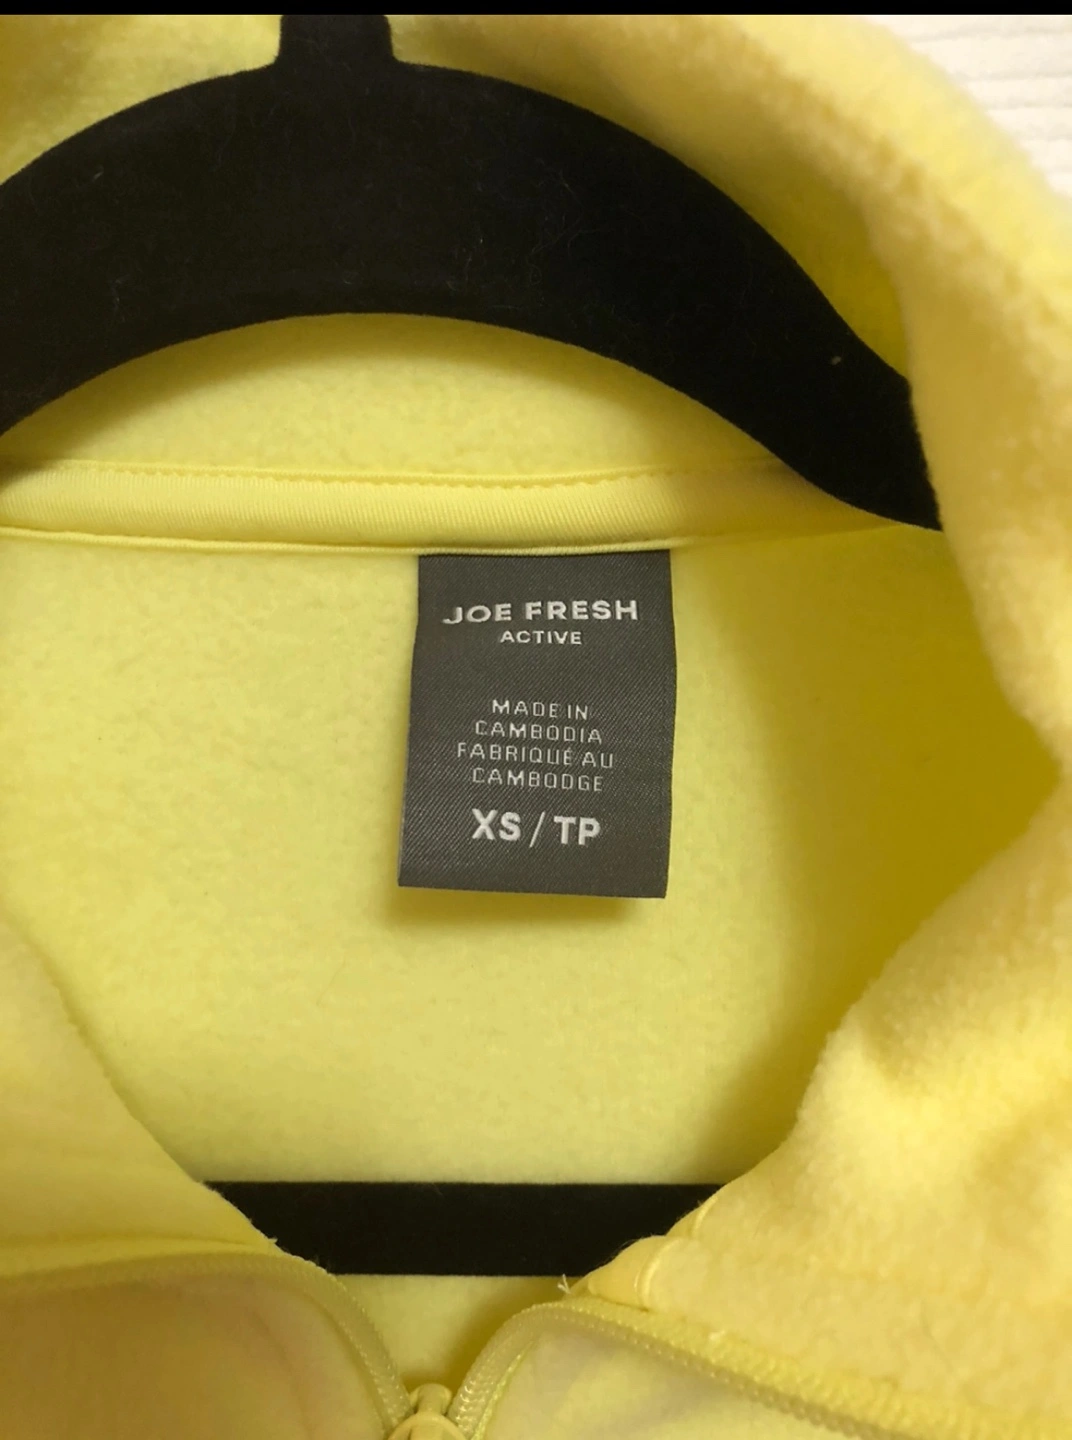 JOE FRESH
ACTIVE
MADE IN
CAMBODIA
FABRIQUÉ AU
CAMBODGE
XS / TP